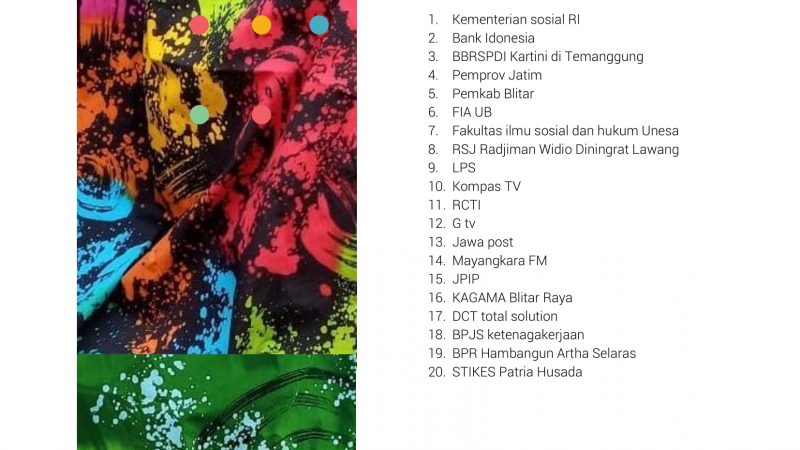 1. Kementerian sosial RI
2. Bank Idonesia
3. BBRSPDI Kartini di Temanggung
4. Pemprov Jatim
5. Pemkab Blitar
6. FIA UB
7. Fakultas ilmu sosial dan hukum Unesa
8. RSJ Radjiman Widio Diningrat Lawang
9. LPS
10. Kompas TV
11. RCTI
12. G tv
13. Jawa post
14. Mayangkara FM
15. JPIP
16. KAGAMA Blitar Raya
17. DCT total solution
18. BPJS ketenagakerjaan
19. BPR Hambangun Artha Selaras
20. STIKES Patria Husada